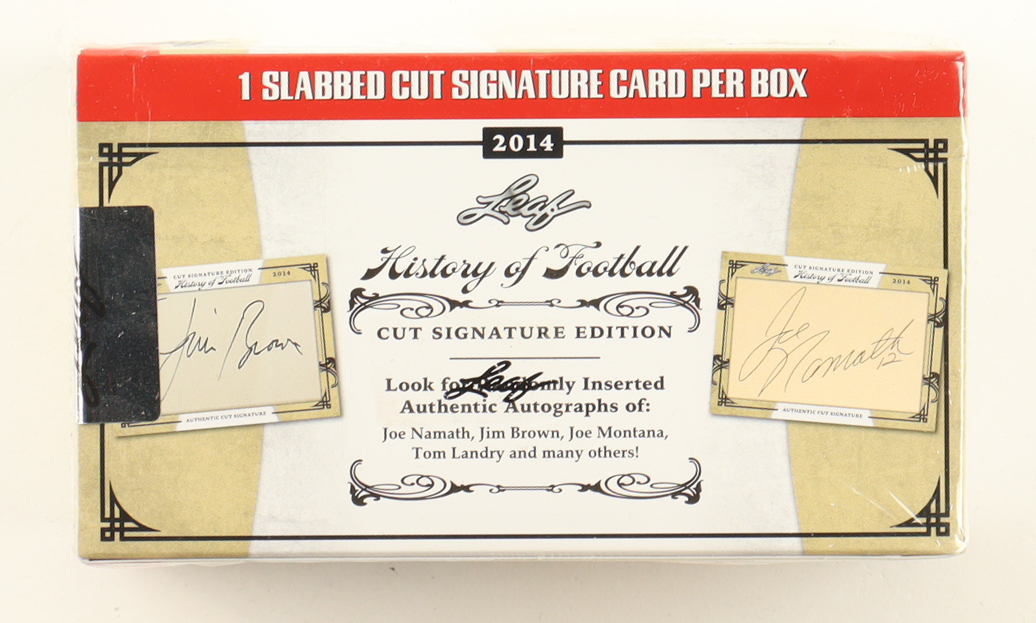 1 SLABBED CUT SIGNATURE CARD PER BOX
2014
Leaf
History of Football
CUT SIGNATURE EDITION
Look for Randomly Inserted
Authentic Autographs of:
Joe Namath, Jim Brown, Joe Montana,
Tom Landry and many others!
Leaf
CUT SIGNATURE EDITION
History of Football
2014
Jim Brown
AUTHENTIC CUT SIGNATURE
Leaf
CUT SIGNATURE EDITION
History of Football
2014
Joe
Namath
12
AUTHENTIC CUT SIGNATURE